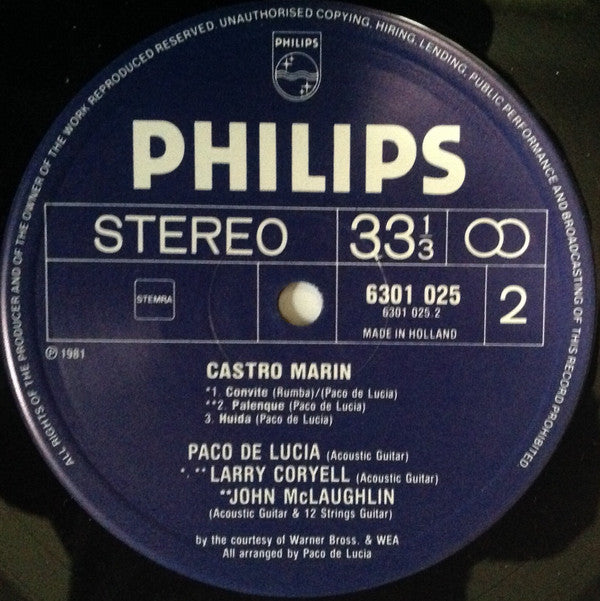 ALL RIGHTS OF THE PRODUCER AND OF THE OWNER OF THE WORK REPRODUCED RESERVED. UNAUTHORISED COPYING, HIRING, LENDING, PUBLIC PERFORMANCE AND BROADCASTING OF THIS RECORD PROHIBITED.
PHILIPS
PHILIPS
STEREO 33 1/3
STEMRA
6301 025
6301 025.2
2
MADE IN HOLLAND
℗ 1981
CASTRO MARIN
*1. Convite (Rumba)/(Paco de Lucia)
**2. Palenque (Paco de Lucia)
3. Huida (Paco de Lucia)
PACO DE LUCIA (Acoustic Guitar)
*. ** LARRY CORYELL (Acoustic Guitar)
**JOHN McLAUGHLIN
(Acoustic Guitar & 12 Strings Guitar)
by the courtesy of Warner Bross. & WEA
All arranged by Paco de Lucia